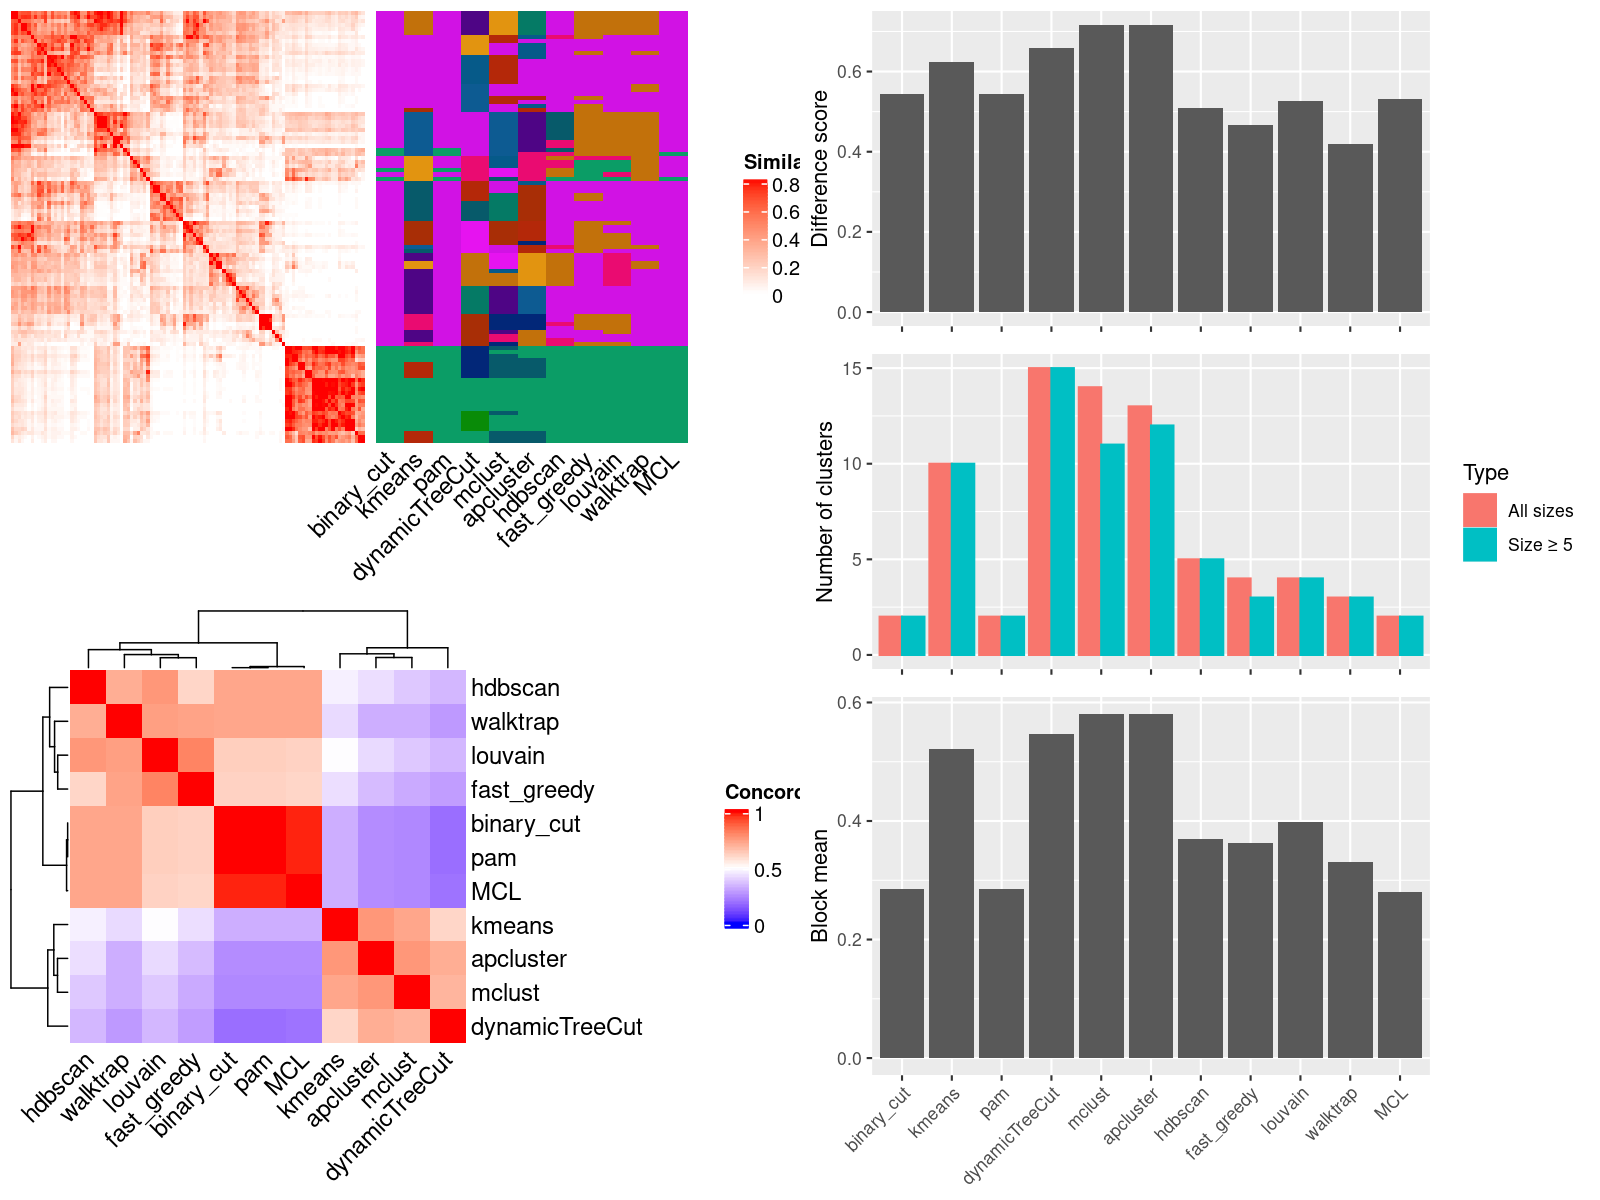 Simila
0.8
0.6
0.4
0.2
0
binary_cut
kmeans
pam
dynamicTreeCut
mclust
apcluster
hdbscan
fast_greedy
louvain
walktrap
MCL
Difference score
0.6
0.4
0.2
0.0
Number of clusters
15
10
5
0
Type
All sizes
Size ≥ 5
hdbscan
walktrap
louvain
fast_greedy
binary_cut
pam
MCL
kmeans
apcluster
mclust
dynamicTreeCut
hdbscan
walktrap
louvain
fast_greedy
binary_cut
pam
MCL
kmeans
apcluster
mclust
dynamicTreeCut
Concorc
1
0.5
0
Block mean
0.6
0.4
0.2
0.0
binary_cut
kmeans
pam
dynamicTreeCut
mclust
apcluster
hdbscan
fast_greedy
louvain
walktrap
MCL